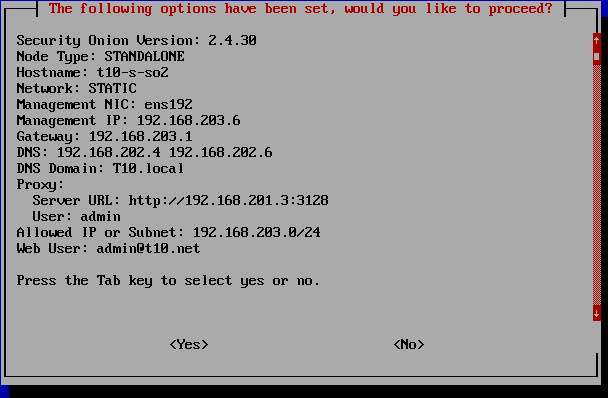 The following options have been set, would you like to proceed?
Security Onion Version: 2.4.30
Node Type: STANDALONE
Hostname: t10-s-so2
Network: STATIC
Management NIC: ens192
Management IP: 192.168.203.6
Gateway: 192.168.203.1
DNS: 192.168.202.4 192.168.202.6
DNS Domain: T10.local
Proxy:
  Server URL: http://192.168.201.3:3128
  User: admin
Allowed IP or Subnet: 192.168.203.0/24
Web User: admin@t10.net
Press the Tab key to select yes or no.
<Yes> <No>